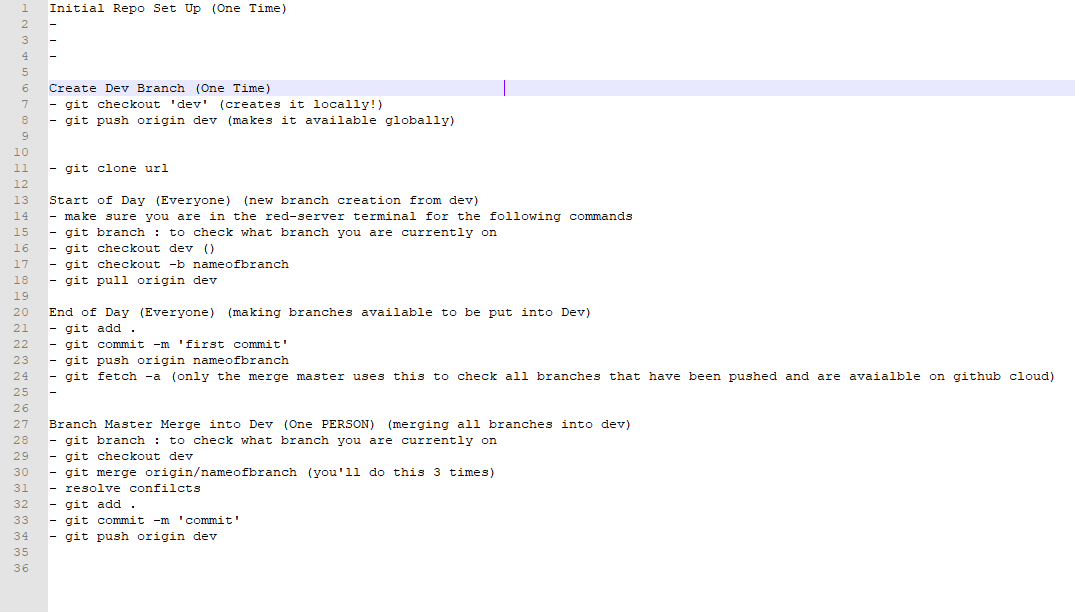 1 Initial Repo Set Up (One Time)
2 -
3 -
4 -
5
6 Create Dev Branch (One Time)
7 - git checkout 'dev' (creates it locally!)
8 - git push origin dev (makes it available globally)
9
10
11 - git clone url
12
13 Start of Day (Everyone) (new branch creation from dev)
14 - make sure you are in the red-server terminal for the following commands
15 - git branch : to check what branch you are currently on
16 - git checkout dev ()
17 - git checkout -b nameofbranch
18 - git pull origin dev
19
20 End of Day (Everyone) (making branches available to be put into Dev)
21 - git add .
22 - git commit -m 'first commit'
23 - git push origin nameofbranch
24 - git fetch -a (only the merge master uses this to check all branches that have been pushed and are avaialble on github cloud)
25 -
26
27 Branch Master Merge into Dev (One PERSON) (merging all branches into dev)
28 - git branch : to check what branch you are currently on
29 - git checkout dev
30 - git merge origin/nameofbranch (you'll do this 3 times)
31 - resolve confilcts
32 - git add .
33 - git commit -m 'commit'
34 - git push origin dev
35
36